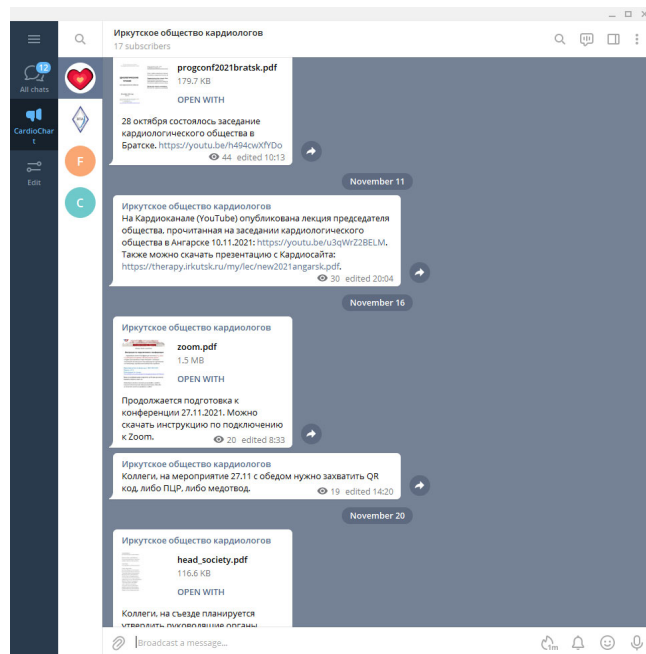 Иркутское общество кардиологов
17 subscribers
12
All chats
CardioChar
t
Edit
F
C
progconf2021bratsk.pdf
179.7 KB
OPEN WITH
28 октября состоялось заседание
кардиологического общества в
Братске. https://youtu.be/h494cwXfYDo
44 edited 10:13
November 11
Иркутское общество кардиологов
На Кардиоканале (YouTube) опубликована лекция председателя
общества, прочитанная на заседании кардиологического
общества в Ангарске 10.11.2021: https://youtu.be/u3qWrZ2BELM.
Также можно скачать презентацию с Кардиосайта:
https://therapy.irkutsk.ru/my/lec/new2021angarsk.pdf.
30 edited 20:04
November 16
Иркутское общество кардиологов
zoom.pdf
1.5 MB
OPEN WITH
Продолжается подготовка к
конференции 27.11.2021. Можно
скачать инструкцию по подключению
к Zoom. 20 edited 8:33
Иркутское общество кардиологов
Коллеги, на мероприятие 27.11 с обедом нужно захватить QR
код, либо ПЦР, либо медотвод. 19 edited 14:20
November 20
Иркутское общество кардиологов
head_society.pdf
116.6 KB
OPEN WITH
Коллеги, на съезде планируется
утвердить руководящие органы
Broadcast a message...
1m